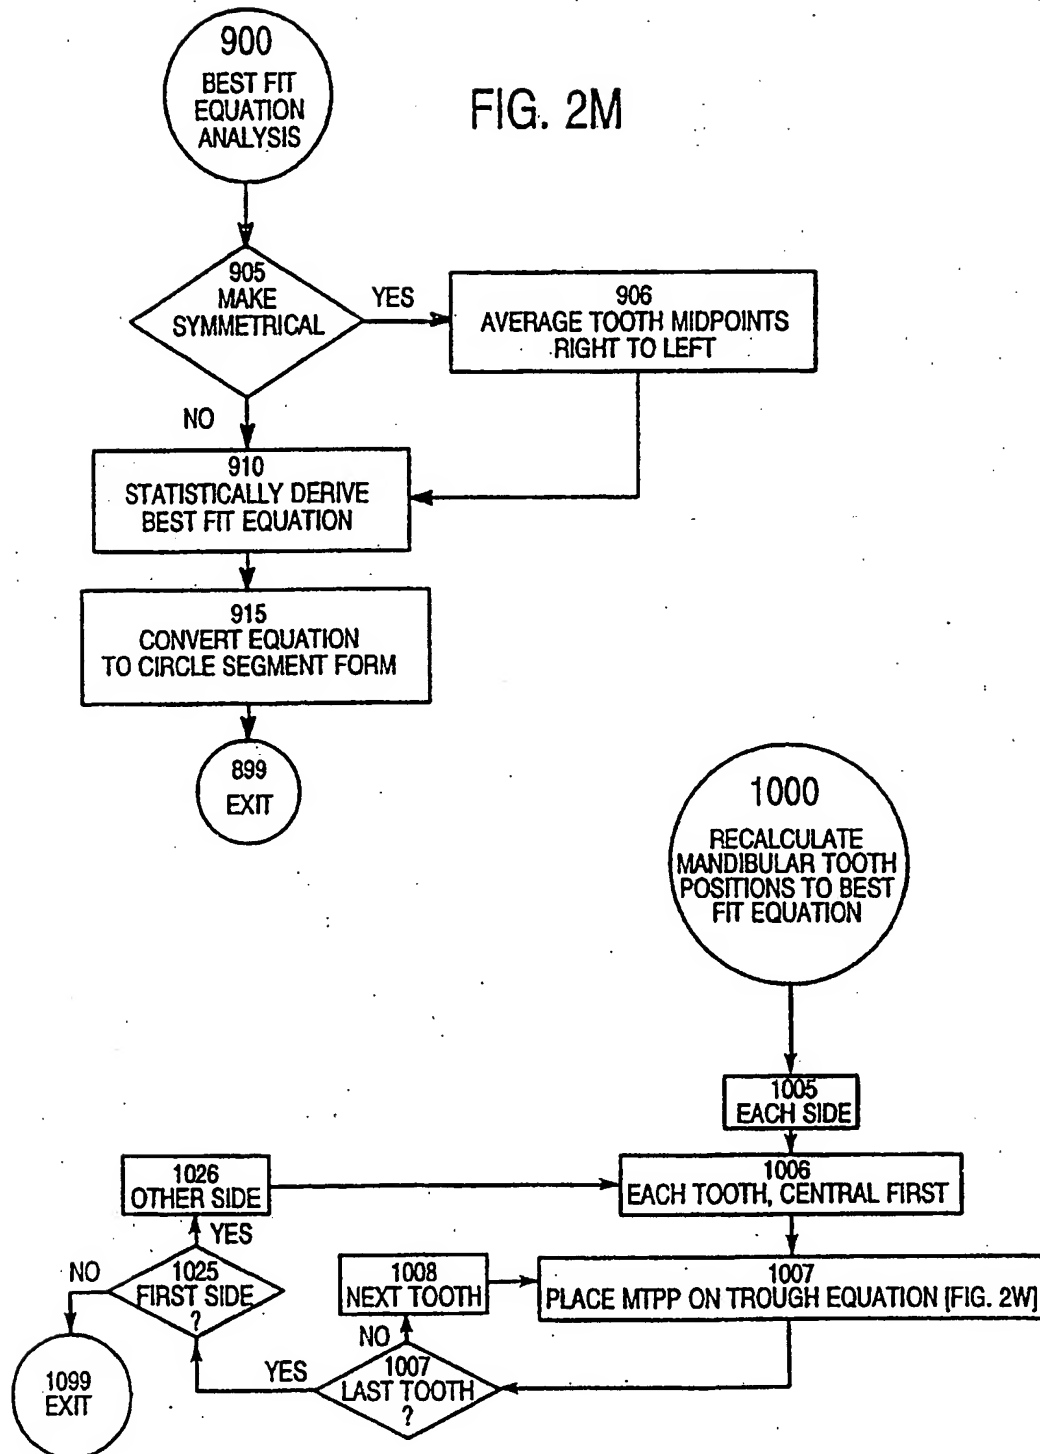 900
BEST FIT
EQUATION
ANALYSIS
FIG. 2M
905
MAKE
SYMMETRICAL
YES
906
AVERAGE TOOTH MIDPOINTS
RIGHT TO LEFT
NO
910
STATISTICALLY DERIVE
BEST FIT EQUATION
915
CONVERT EQUATION
TO CIRCLE SEGMENT FORM
899
EXIT
1000
RECALCULATE
MANDIBULAR TOOTH
POSITIONS TO BEST
FIT EQUATION
1005
EACH SIDE
1006
EACH TOOTH, CENTRAL FIRST
1026
OTHER SIDE
YES
1007
PLACE MTPP ON TROUGH EQUATION [FIG. 2W]
1008
NEXT TOOTH
NO
1025
FIRST SIDE
?
NO
1007
LAST TOOTH
?
YES
1099
EXIT